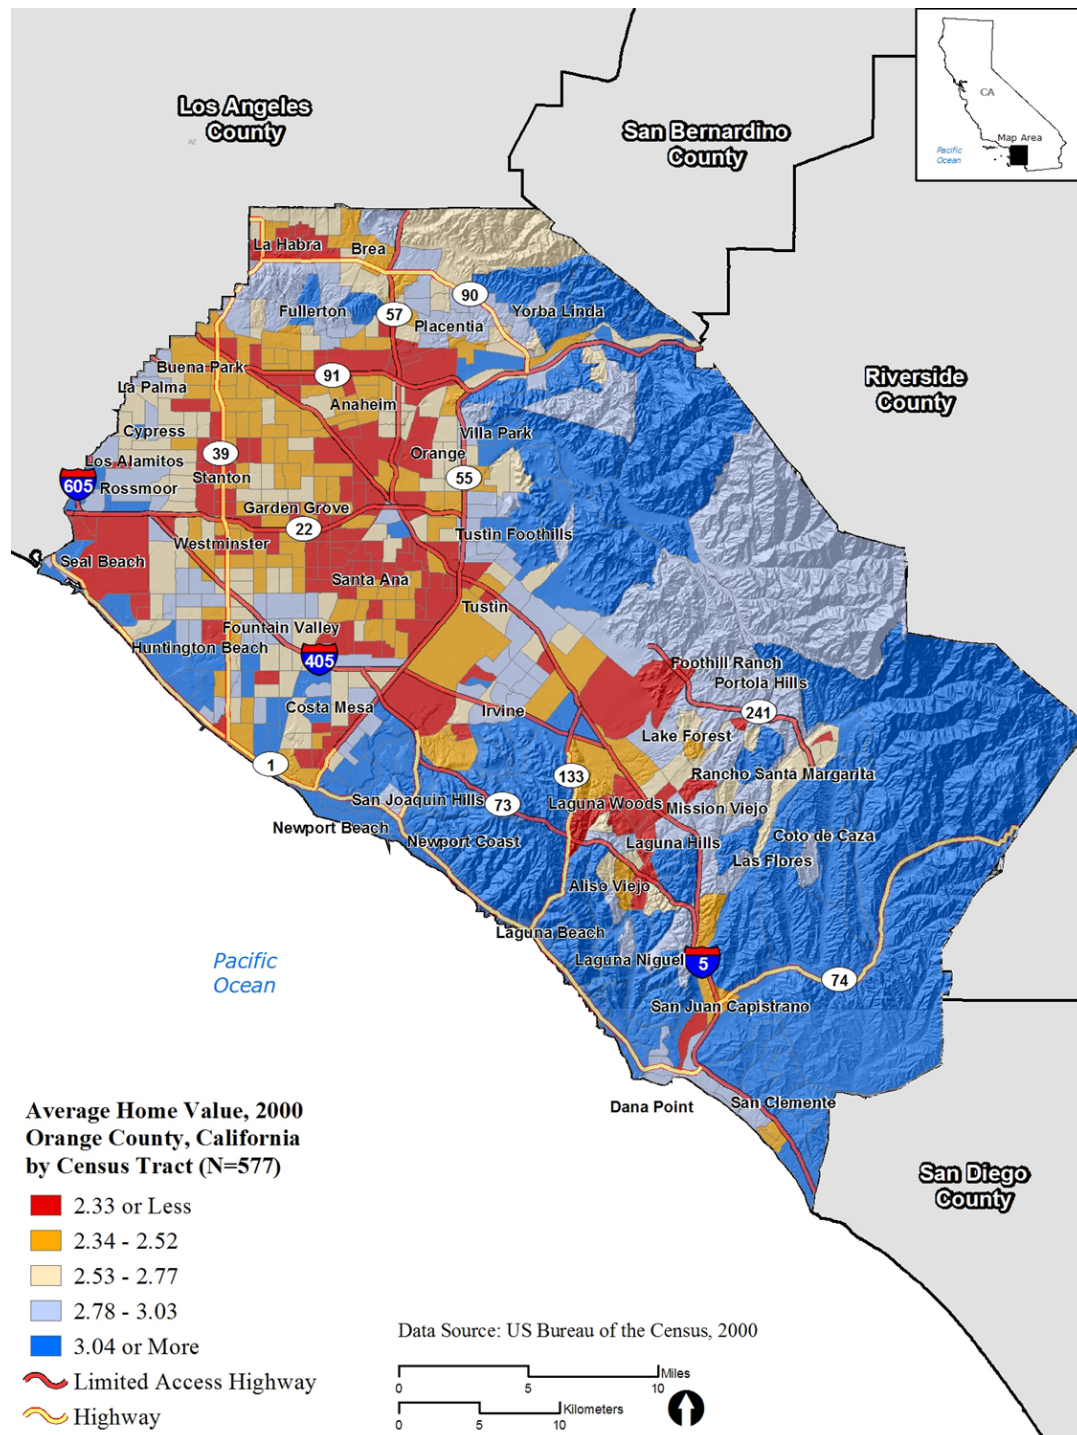 Los Angeles
County
AZ
San Bernardino
County
CA
Map Area
Pacific
Ocean
Riverside
County
La Habra
Brea
90
Fullerton
57
Yorba Linda
Placentia
Buena Park
91
La Palma
Anaheim
Cypress
Villa Park
39
Orange
Los Alamitos
605
Rossmoor
Stanton
55
Garden Grove
22
Westminster
Tustin Foothills
Seal Beach
Santa Ana
Tustin
Fountain Valley
Huntington Beach
405
Foothill Ranch
Portola Hills
Costa Mesa
Irvine
241
Lake Forest
1
133
Rancho Santa Margarita
San Joaquin Hills
73
Laguna Woods
Mission Viejo
Newport Beach
Newport Coast
Laguna Hills
Coto de Caza
Las Flores
Aliso Viejo
Laguna Beach
Laguna Niguel
5
74
Pacific
Ocean
San Juan Capistrano
Dana Point
San Clemente
San Diego
County
Average Home Value, 2000
Orange County, California
by Census Tract (N=577)
2.33 or Less
2.34 - 2.52
2.53 - 2.77
2.78 - 3.03
3.04 or More
Limited Access Highway
Highway
Data Source: US Bureau of the Census, 2000
Miles
0 5 10
Kilometers
0 5 10